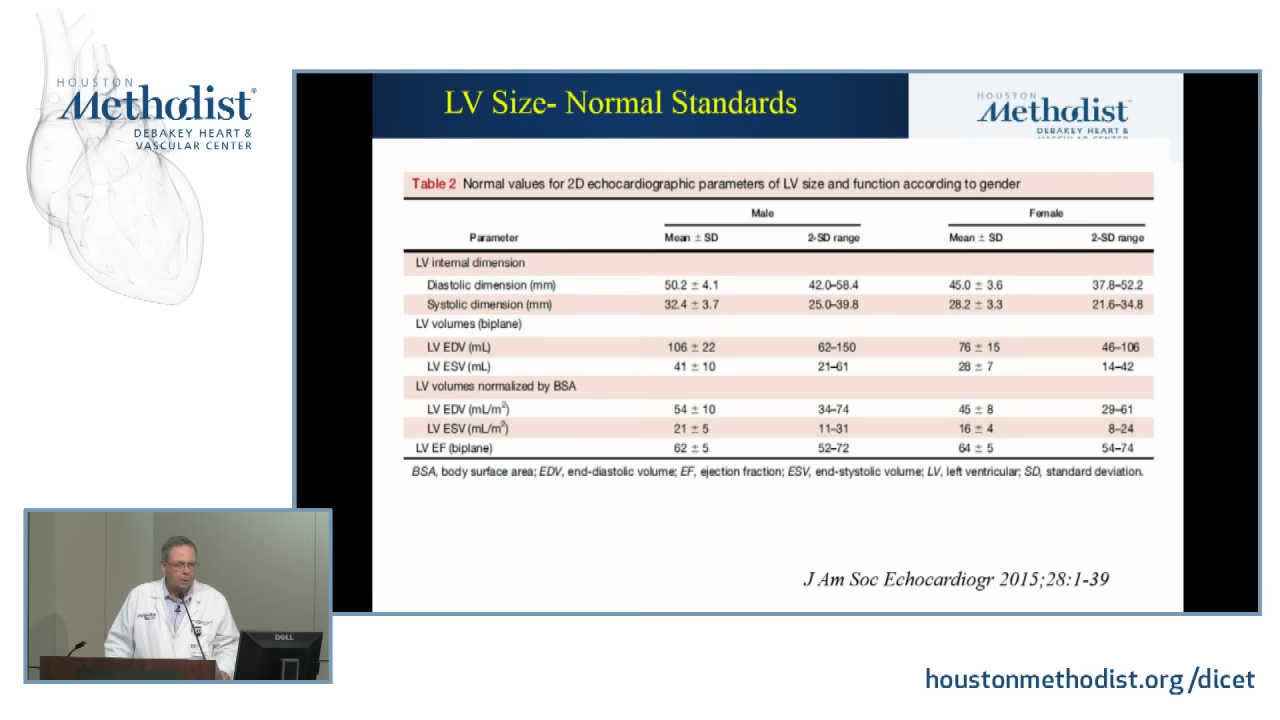 HOUSTON
Methodist
DEBAKEY HEART &
VASCULAR CENTER
LV Size- Normal Standards
HOUSTON
Methodist
DEBAKEY HEART &
VASCULAR CENTER
Table 2 Normal values for 2D echocardiographic parameters of LV size and function according to gender
Male Female
Parameter Mean ± SD 2-SD range Mean ± SD 2-SD range
LV internal dimension
Diastolic dimension (mm) 50.2 ± 4.1 42.0–58.4 45.0 ± 3.6 37.8–52.2
Systolic dimension (mm) 32.4 ± 3.7 25.0–39.8 28.2 ± 3.3 21.6–34.8
LV volumes (biplane)
LV EDV (mL) 106 ± 22 62–150 76 ± 15 46–106
LV ESV (mL) 41 ± 10 21–61 28 ± 7 14–42
LV volumes normalized by BSA
LV EDV (mL/m²) 54 ± 10 34–74 45 ± 8 29–61
LV ESV (mL/m²) 21 ± 5 11–31 16 ± 4 8–24
LV EF (biplane) 62 ± 5 52–72 64 ± 5 54–74
BSA, body surface area; EDV, end-diastolic volume; EF, ejection fraction; ESV, end-stystolic volume; LV, left ventricular; SD, standard deviation.
J Am Soc Echocardiogr 2015;28:1-39
Methodist
DELL
houstonmethodist.org/dicet